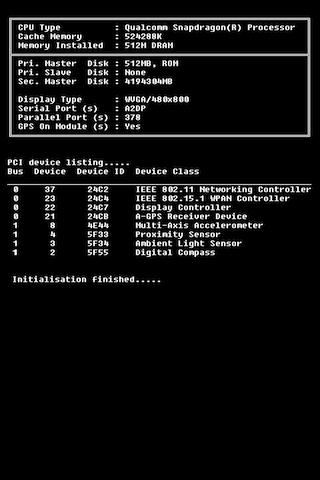 CPU Type : Qualcomm Snapdragon(R) Processor
Cache Memory : 524288K
Memory Installed : 512M DRAM
Pri. Master Disk : 512MB, ROM
Pri. Slave Disk : None
Sec. Master Disk : 4194304MB
Display Type : WVGA/480x800
Serial Port (s) : A2DP
Parallel Port (s) : 378
GPS On Module (s) : Yes
PCI device listing.....
Bus Device Device ID Device Class
0 37 24C2 IEEE 802.11 Networking Controller
0 23 24C4 IEEE 802.15.1 WPAN Controller
0 22 24C7 Display Controller
0 21 24CB A-GPS Receiver Device
1 8 4E44 Multi-Axis Accelerometer
1 4 5F33 Proximity Sensor
1 3 5F34 Ambient Light Sensor
1 2 5F55 Digital Compass
Initialisation finished.....